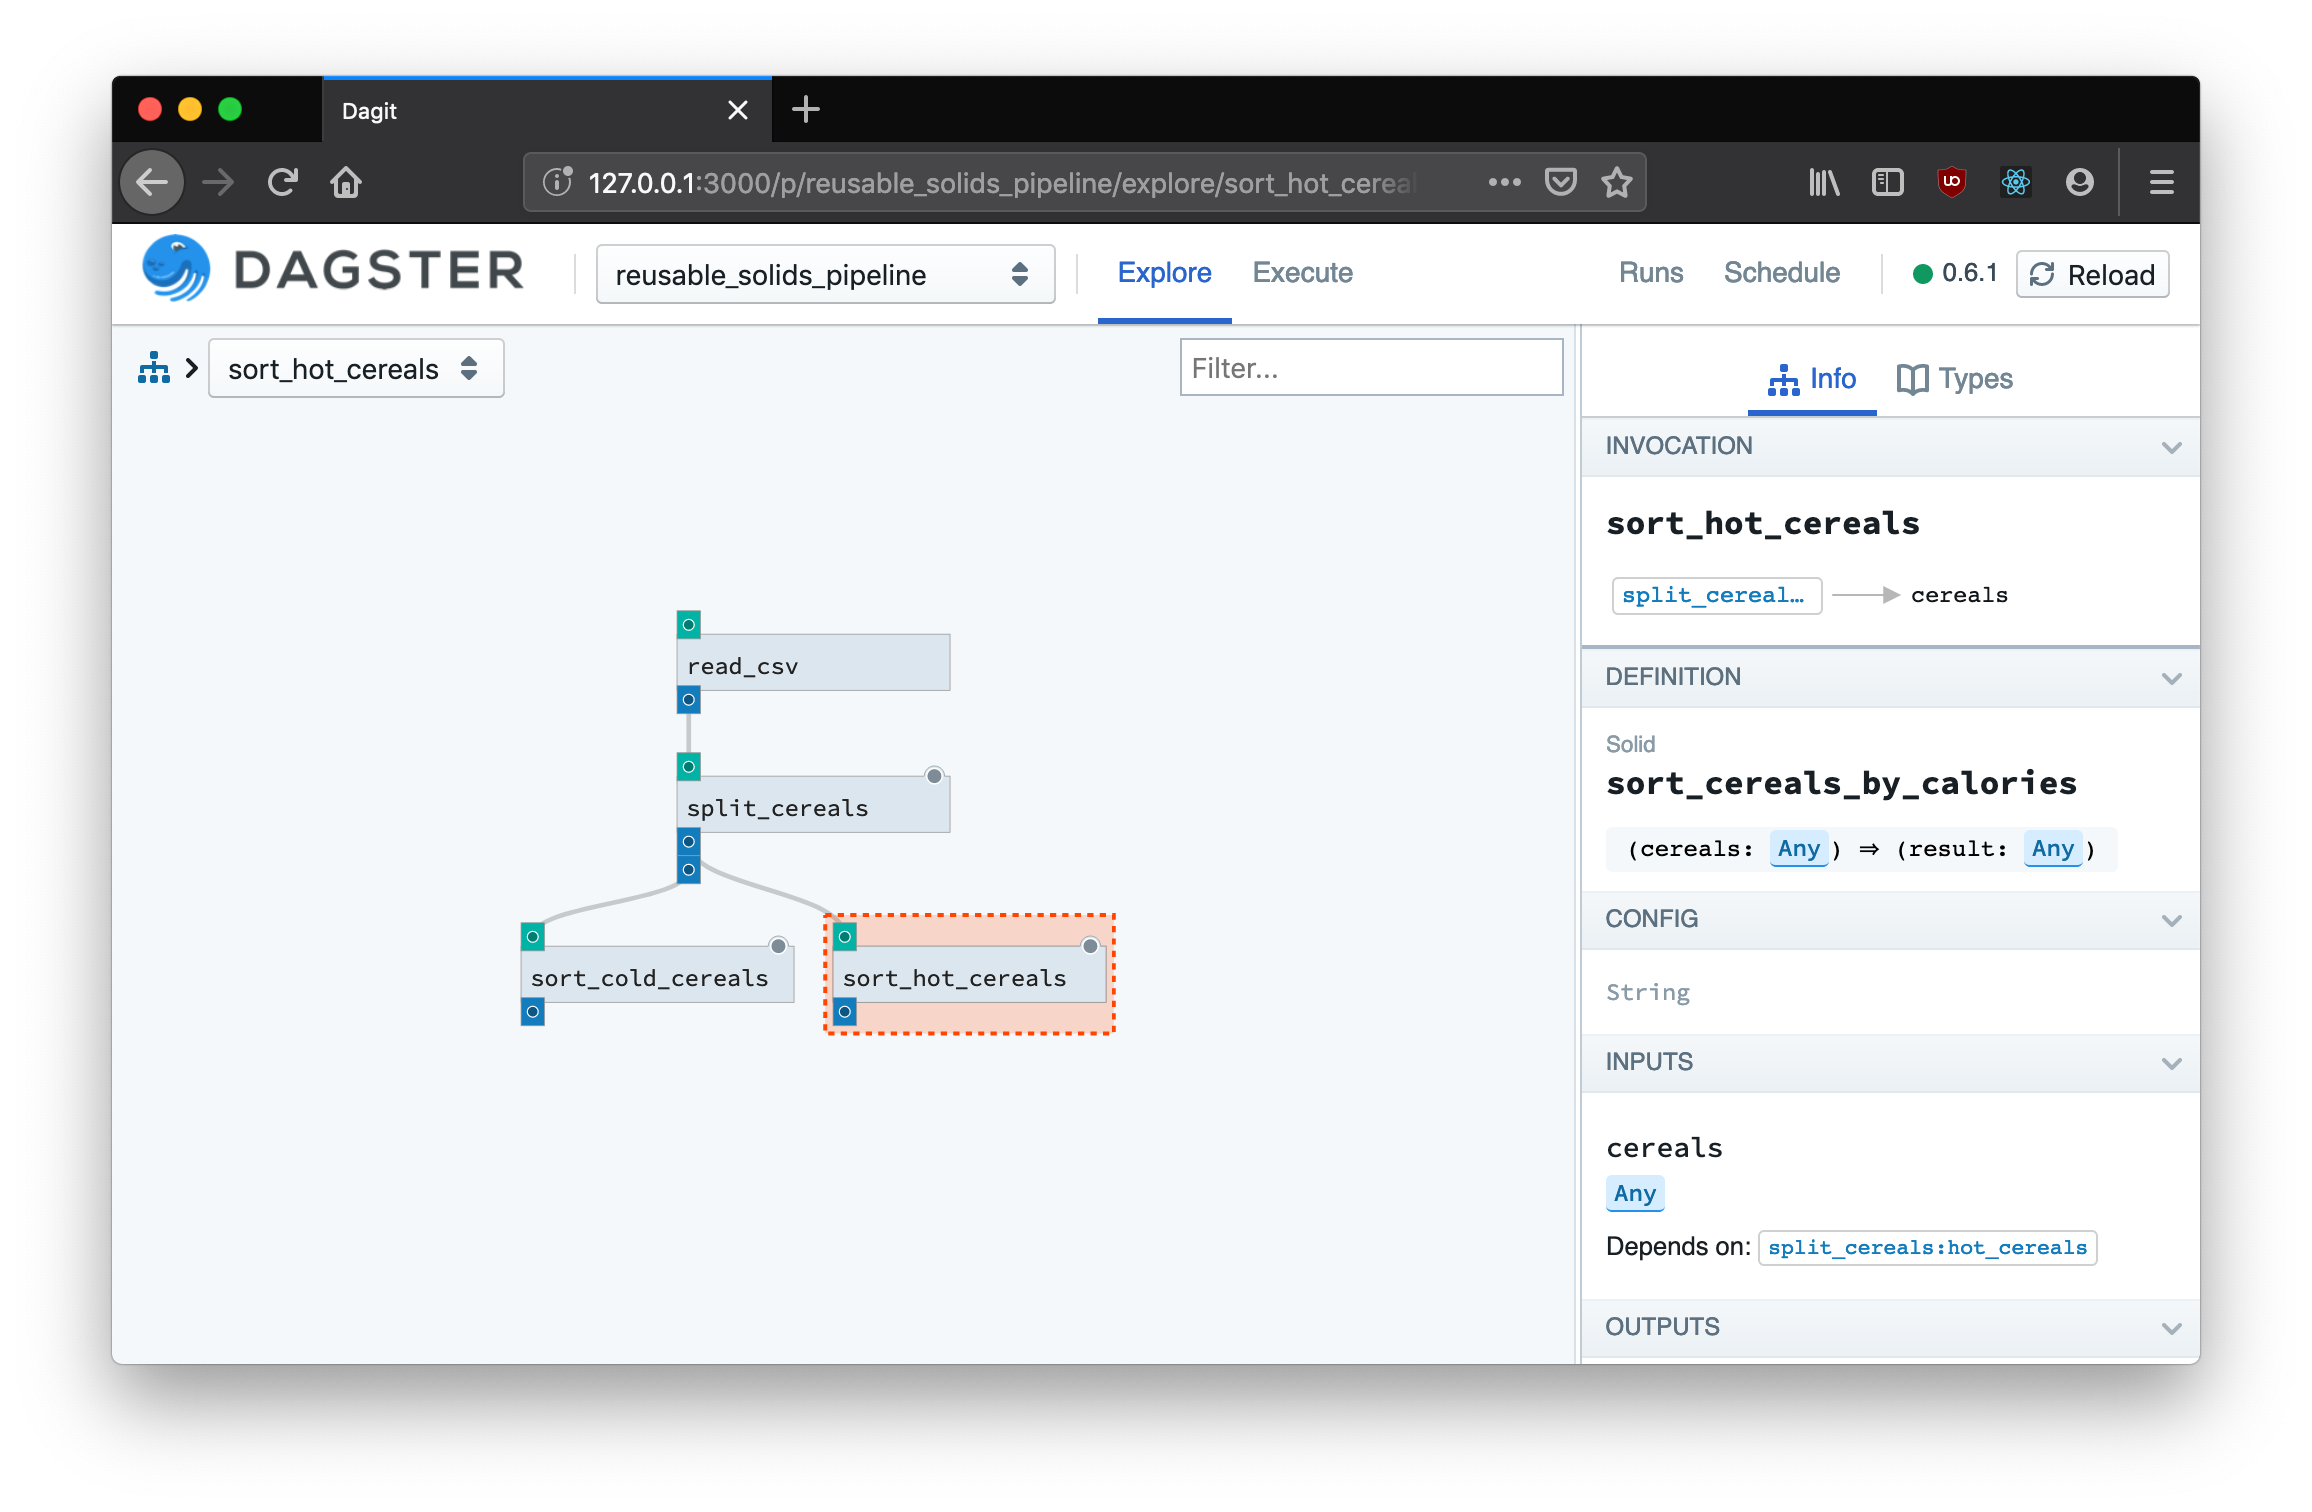 Dagit
127.0.0.1:3000/p/reusable_solids_pipeline/explore/sort_hot_cereal
DAGSTER
reusable_solids_pipeline
Explore
Execute
Runs
Schedule
0.6.1
Reload
sort_hot_cereals
Filter...
read_csv
split_cereals
sort_cold_cereals
sort_hot_cereals
Info
Types
INVOCATION
sort_hot_cereals
split_cereal… cereals
DEFINITION
Solid
sort_cereals_by_calories
(cereals: Any) ⇒ (result: Any)
CONFIG
String
INPUTS
cereals
Any
Depends on: split_cereals:hot_cereals
OUTPUTS